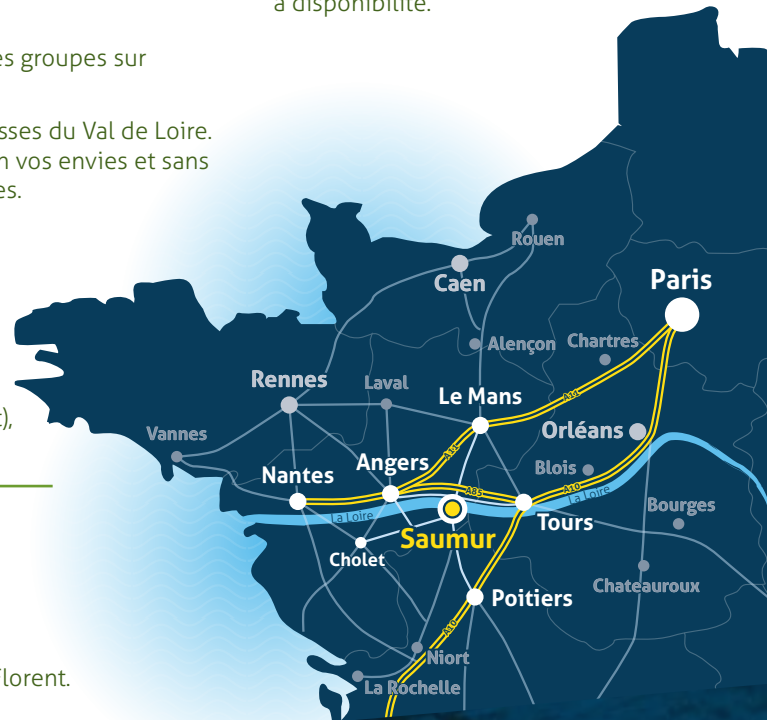 à disponibilité.
es groupes sur
sses du Val de Loire.
n vos envies et sans
es.
t),
Florent.
Rouen
Caen
Paris
Alençon
Chartres
A11
Rennes
Laval
Le Mans
Orléans
Vannes
Angers
A11
Blois
Nantes
A85
A10
La Loire
La Loire
Bourges
Saumur
Tours
Cholet
Chateauroux
Poitiers
A10
Niort
La Rochelle